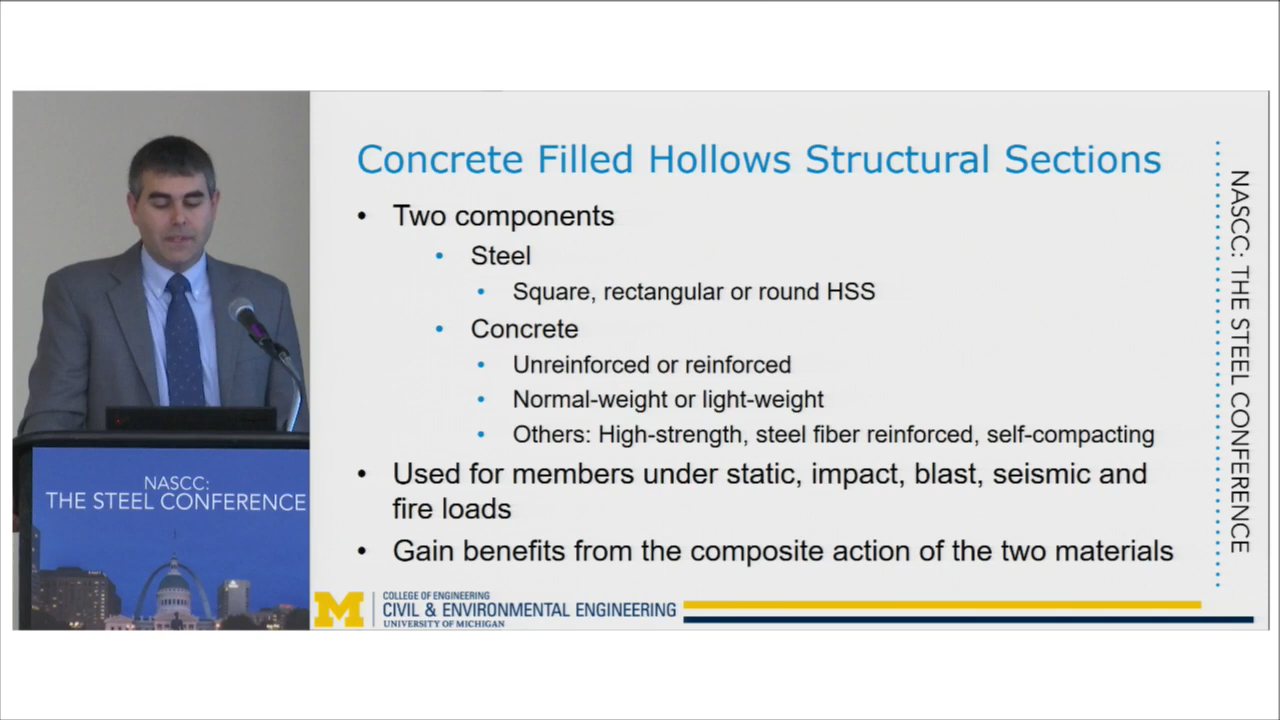 Concrete Filled Hollows Structural Sections
• Two components
• Steel
• Square, rectangular or round HSS
• Concrete
• Unreinforced or reinforced
• Normal-weight or light-weight
• Others: High-strength, steel fiber reinforced, self-compacting
• Used for members under static, impact, blast, seismic and
fire loads
• Gain benefits from the composite action of the two materials
NASCC: THE STEEL CONFERENCE
NASCC:
THE STEEL CONFERENCE
M
COLLEGE OF ENGINEERING
CIVIL & ENVIRONMENTAL ENGINEERING
UNIVERSITY OF MICHIGAN